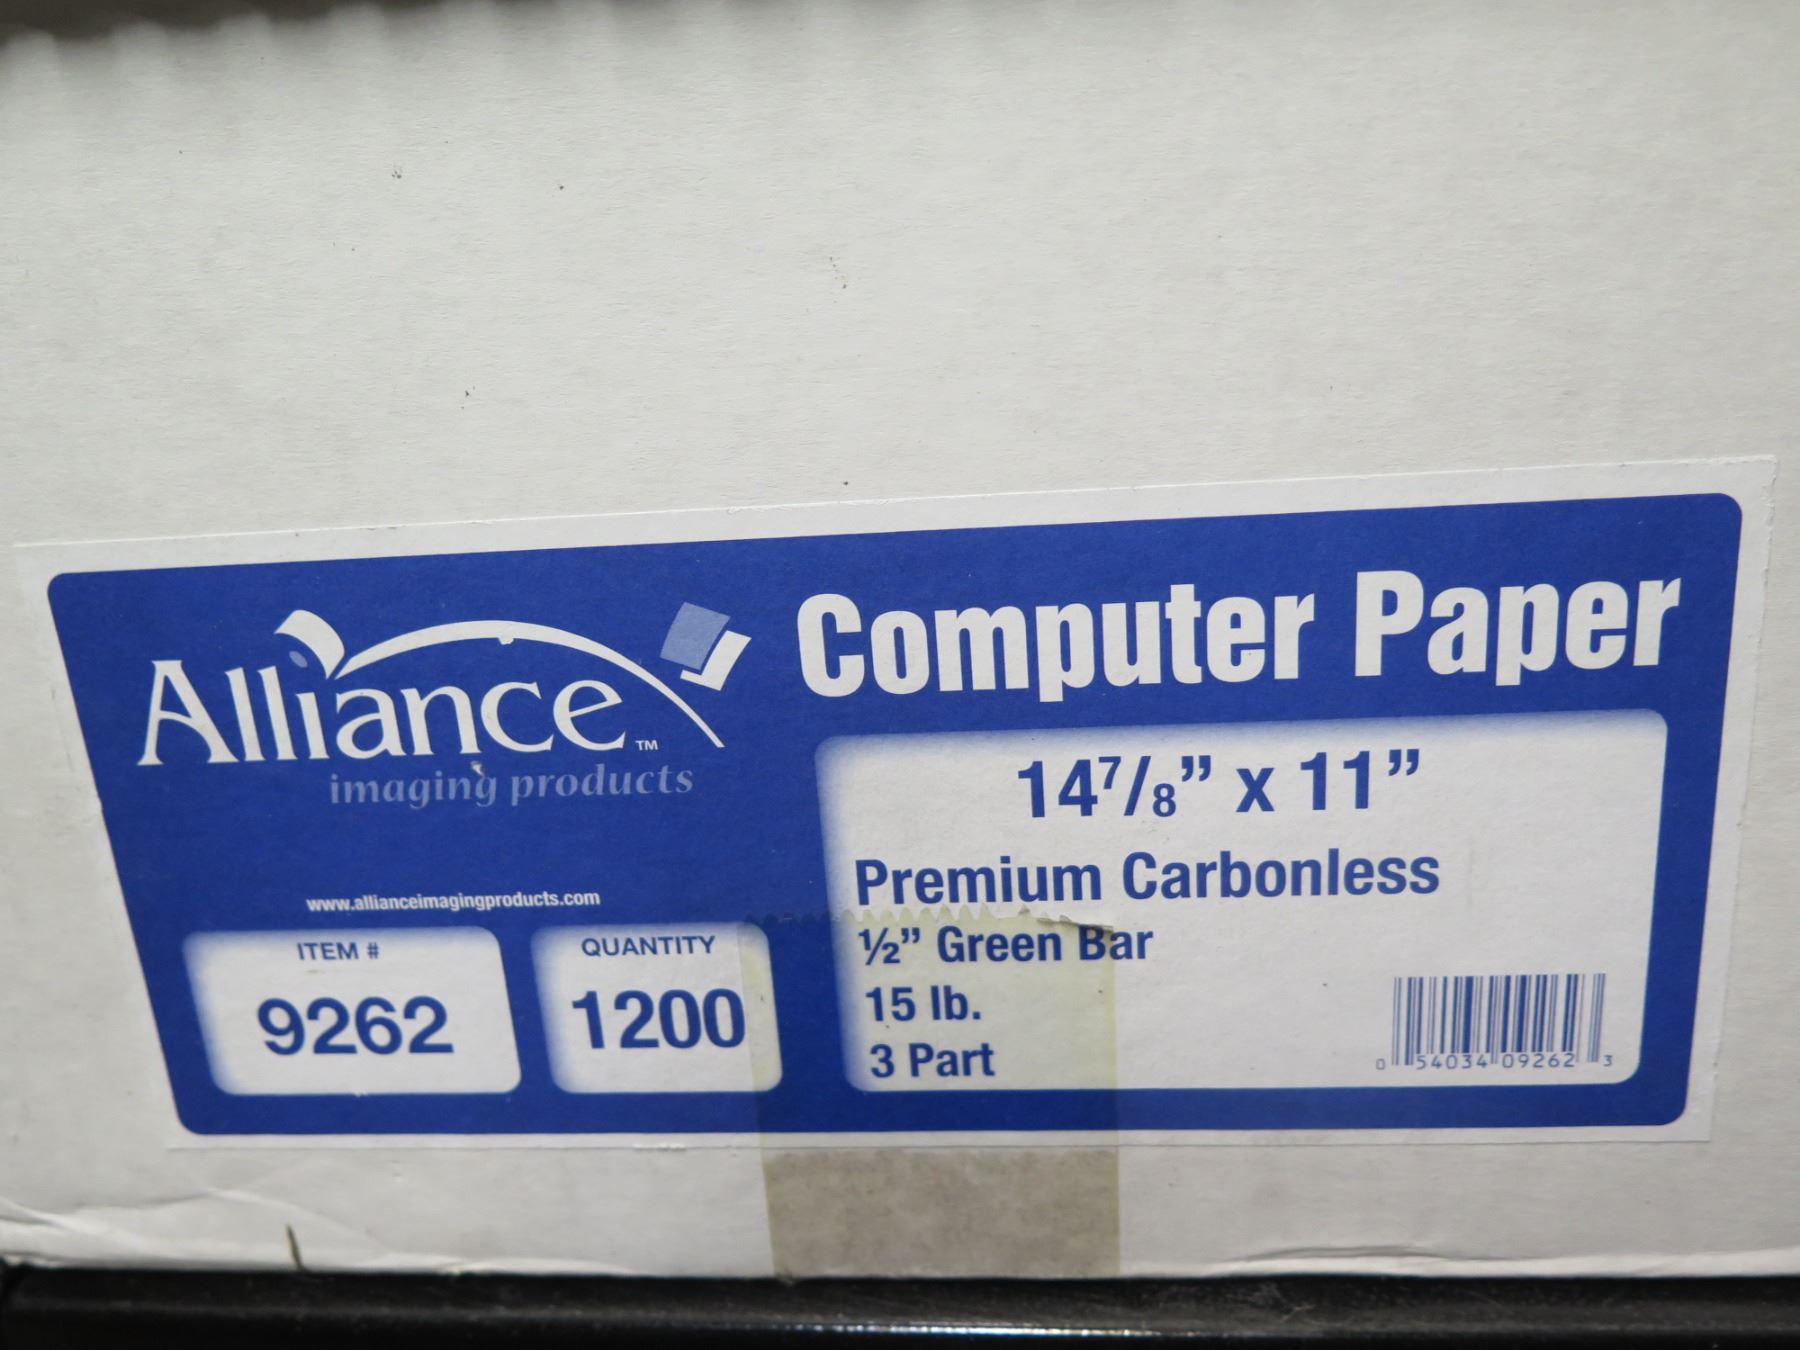 Alliance™
imaging products
www.allianceimagingproducts.com
ITEM #
9262
QUANTITY
1200
Computer Paper
14⁷/₈” x 11”
Premium Carbonless
½” Green Bar
15 lb.
3 Part
0 54034 09262 3